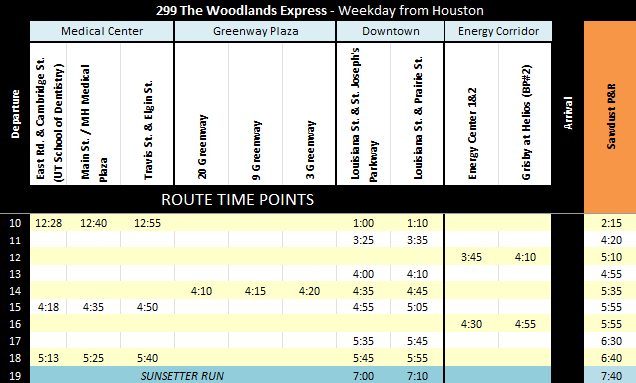 299 The Woodlands Express - Weekday from Houston
Medical Center Greenway Plaza Downtown Energy Corridor
Departure
East Rd. & Cambridge St.
(UT School of Dentistry)
Main St. / MH Medical
Plaza
Travis St. & Elgin St.
20 Greenway
9 Greenway
3 Greenway
Louisiana St. & St. Joseph's
Parkway
Louisiana St. & Prairie St.
Energy Center 1&2
Grisby at Helios (BP#2)
Arrival
Sawdust P&R
ROUTE TIME POINTS
10 12:28 12:40 12:55 1:00 1:10 2:15
11 3:25 3:35 4:20
12 3:45 4:10 5:10
13 4:00 4:10 4:55
14 4:10 4:15 4:20 4:35 4:45 5:35
15 4:18 4:35 4:50 4:55 5:05 5:55
16 4:30 4:55 5:55
17 5:35 5:45 6:30
18 5:13 5:25 5:40 5:45 5:55 6:40
19 SUNSETTER RUN 7:00 7:10 7:40